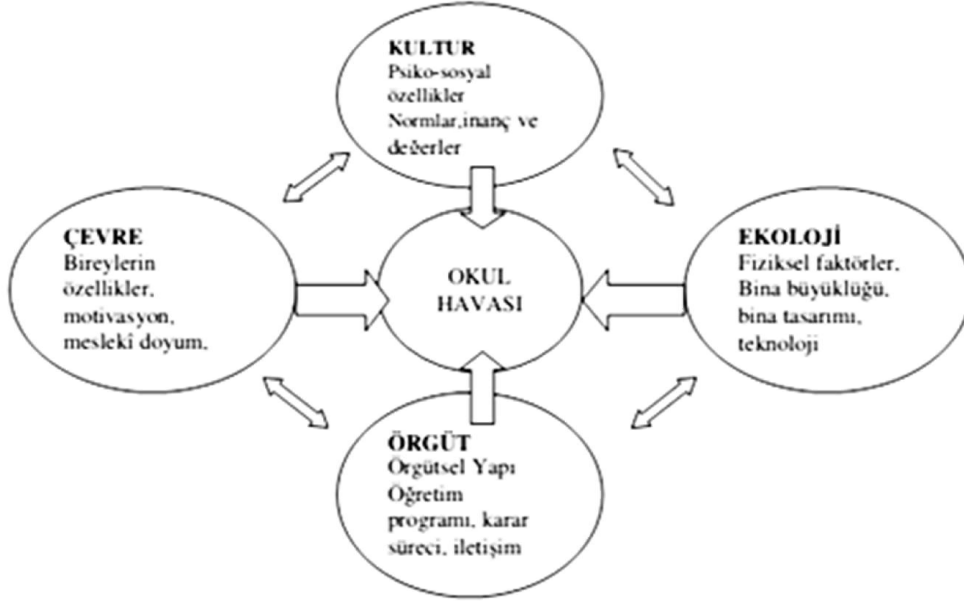 KULTUR
Psiko-sosyal
özellikler
Normlar,inanç ve
değerler
ÇEVRE
Bireylerin
özellikler,
motivasyon,
meslekî doyum,
OKUL
HAVASI
EKOLOJİ
Fiziksel faktörler,
Bina büyüklüğü,
bina tasarımı,
teknoloji
ÖRGÜT
Örgütsel Yapı
Öğretim
programı, karar
süreci, iletişim